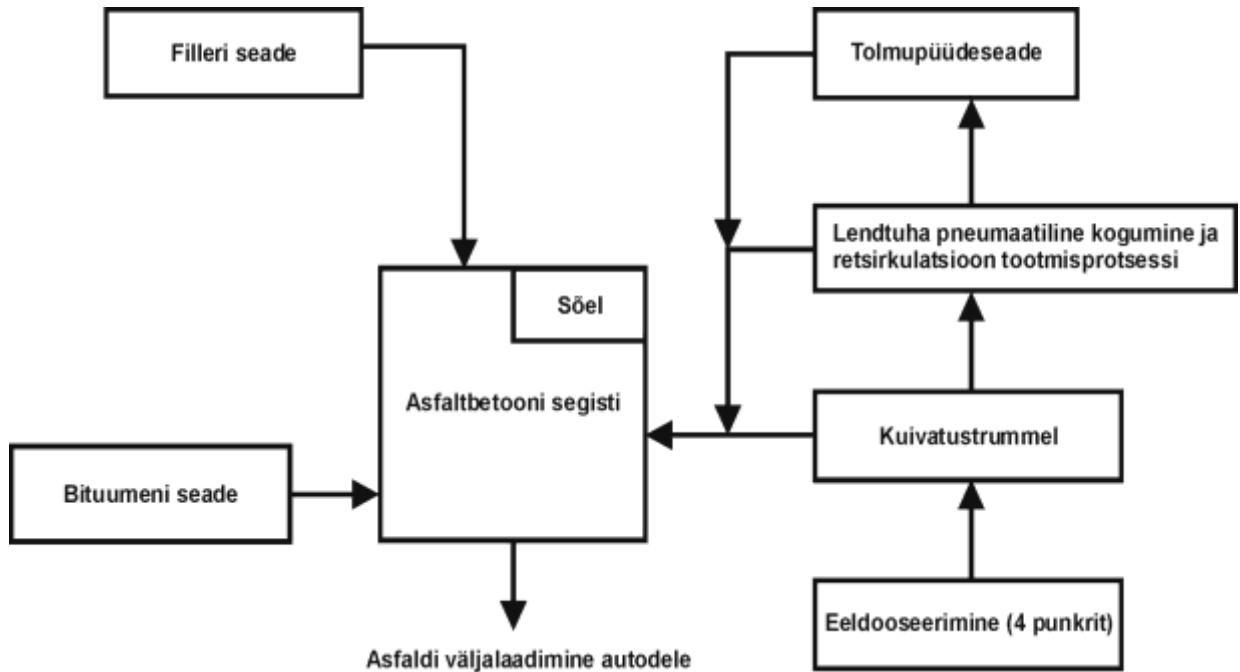 Filleri seade
Tolmupüüdeseade
Lendtuha pneumaatiline kogumine ja
retsirkulatsioon tootmisprotsessi
Sõel
Asfaltbetooni segisti
Kuivatustrummel
Bituumeni seade
Eeldooseerimine (4 punkrit)
Asfaldi väljalaadimine autodele